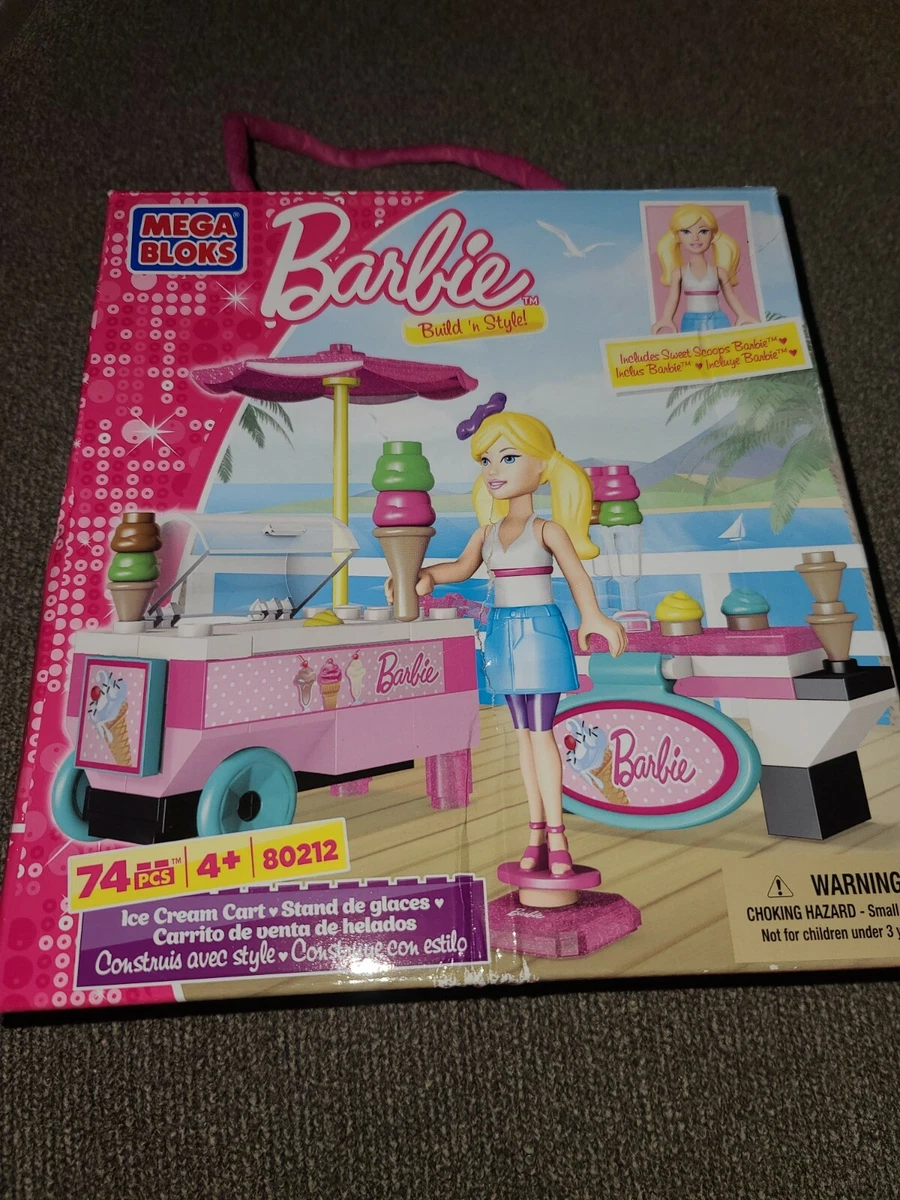 MEGA
BLOKS®
Barbie™
Build 'n Style!
Includes Sweet Scoops Barbie™ ♥
Inclus Barbie™ ♥ Incluye Barbie™ ♥
Barbie
Barbie
Barbie
74 PCS™ 4+ 80212
Ice Cream Cart ♥ Stand de glaces ♥
Carrito de venta de helados
Construis avec style ♥ Construye con estilo
WARNING
CHOKING HAZARD - Small
Not for children under 3 y